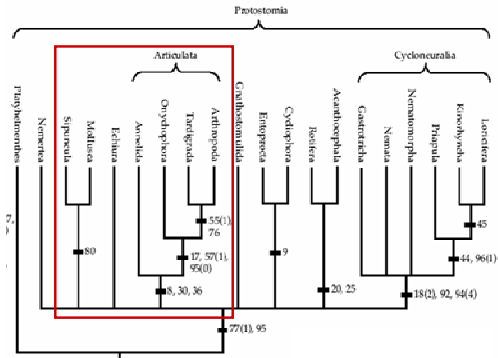 Protostomia
Articulata
Cycloneuralia
Platyhelminthes
Nemertea
Sipuncula
Mollusca
Echiura
Annelida
Onychophora
Tardigrada
Arthropoda
Gnathostomulida
Entoprocta
Cycliophora
Rotifera
Acanthocephala
Gastrotricha
Nemata
Nematomorpha
Priapula
Kinorhyncha
Loricifera
55(1),
76
45
7,
80
17, 57(1),
95(0)
9
44, 96(1)
8, 30, 36
20, 25
18(2), 92, 94(4)
77(1), 95